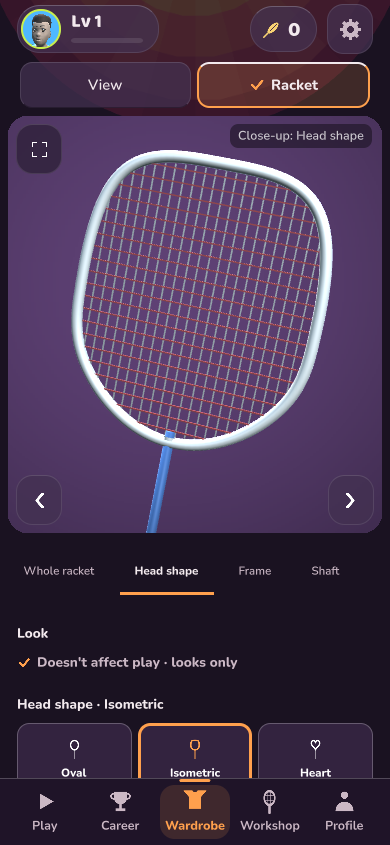 Lv 1
0
View
Racket
Close-up: Head shape
Whole racket
Head shape
Frame
Shaft
Look
Doesn't affect play · looks only
Head shape · Isometric
Oval
Isometric
Heart
Play
Career
Wardrobe
Workshop
Profile